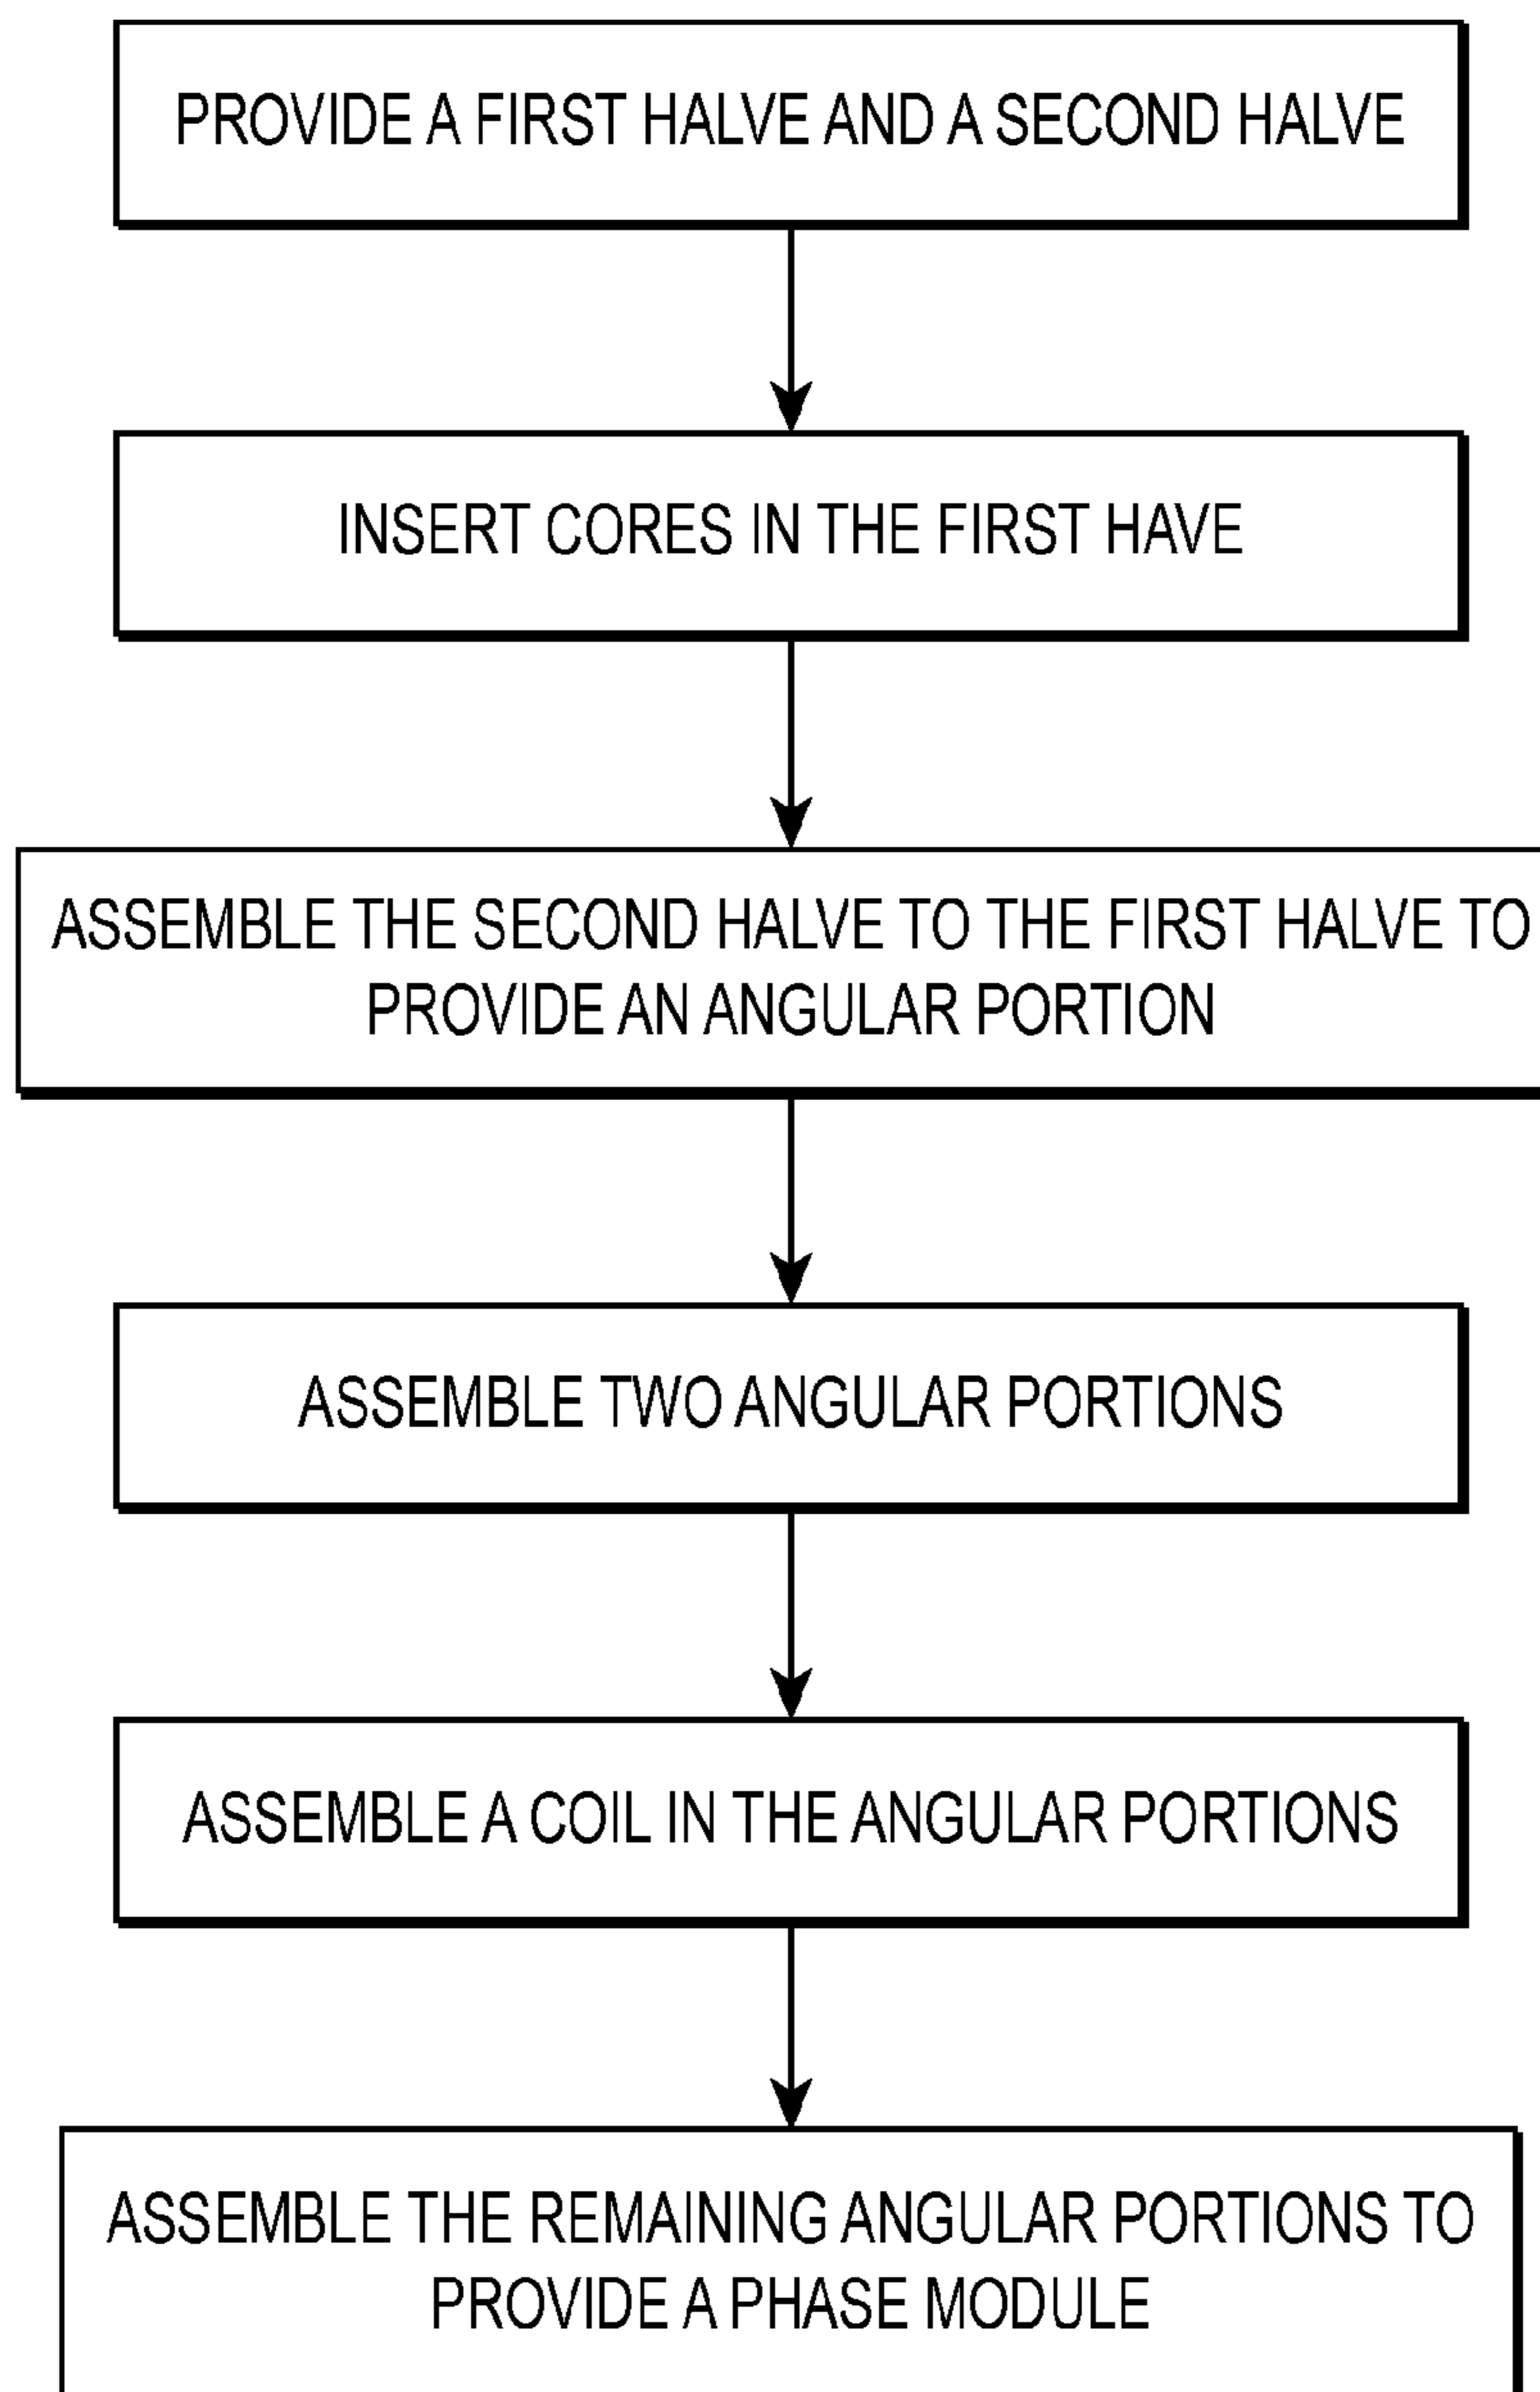 PROVIDE A FIRST HALVE AND A SECOND HALVE
INSERT CORES IN THE FIRST HAVE
ASSEMBLE THE SECOND HALVE TO THE FIRST HALVE TO
PROVIDE AN ANGULAR PORTION
ASSEMBLE TWO ANGULAR PORTIONS
ASSEMBLE A COIL IN THE ANGULAR PORTIONS
ASSEMBLE THE REMAINING ANGULAR PORTIONS TO
PROVIDE A PHASE MODULE